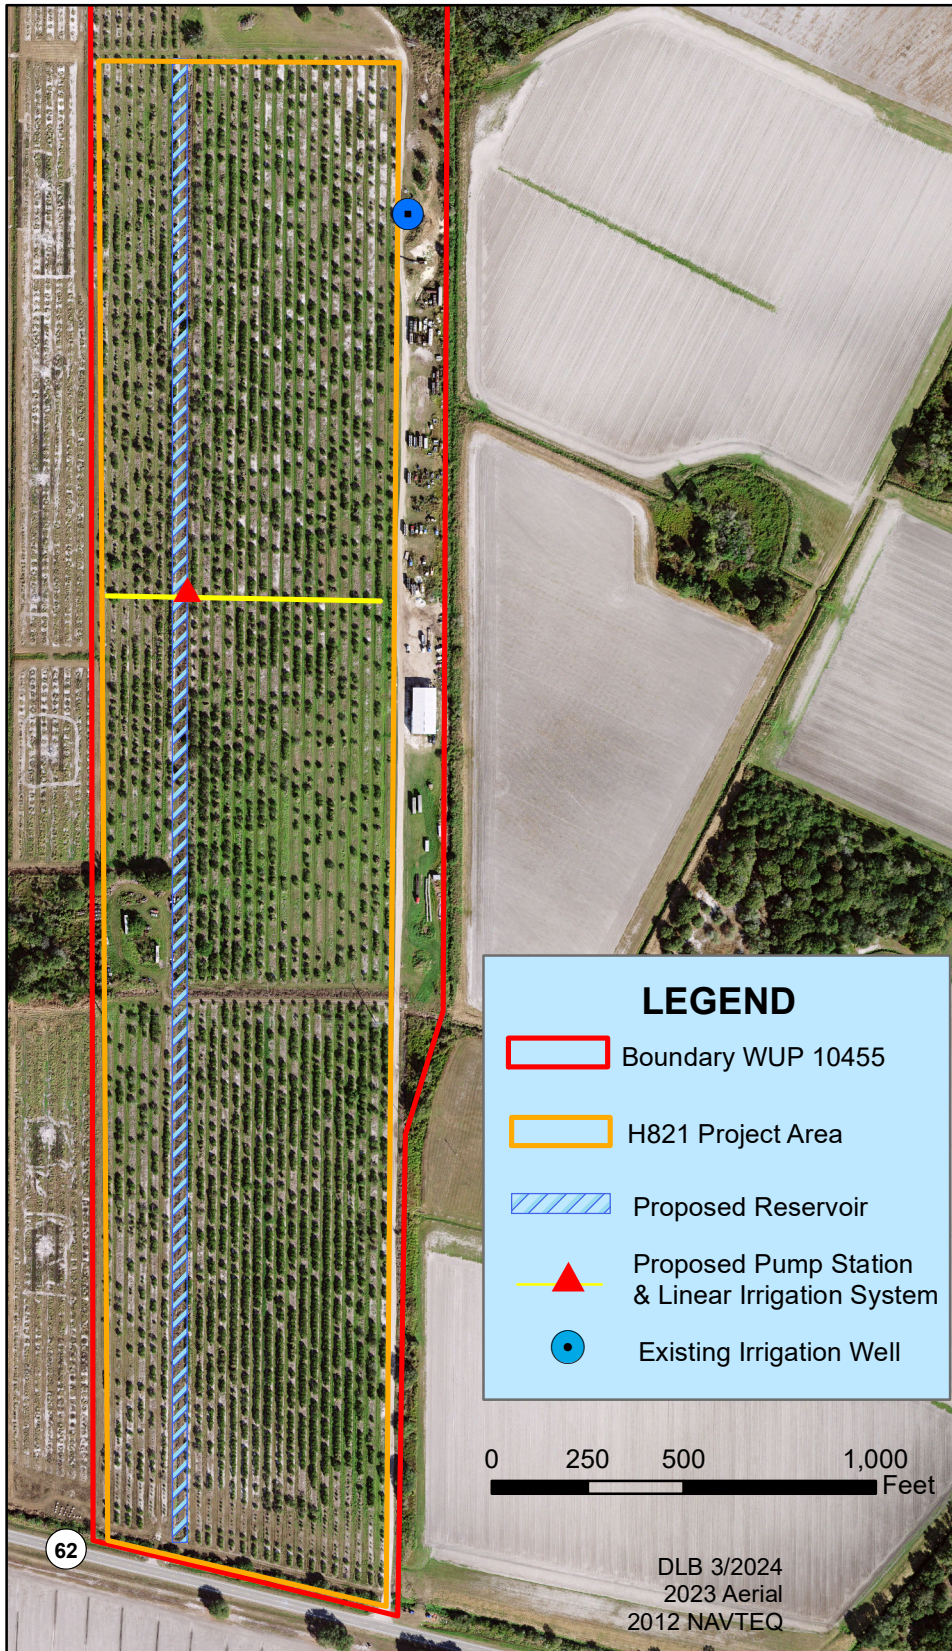 LEGEND
Boundary WUP 10455
H821 Project Area
Proposed Reservoir
Proposed Pump Station
& Linear Irrigation System
Existing Irrigation Well
0 250 500 1,000
Feet
62
DLB 3/2024
2023 Aerial
2012 NAVTEQ